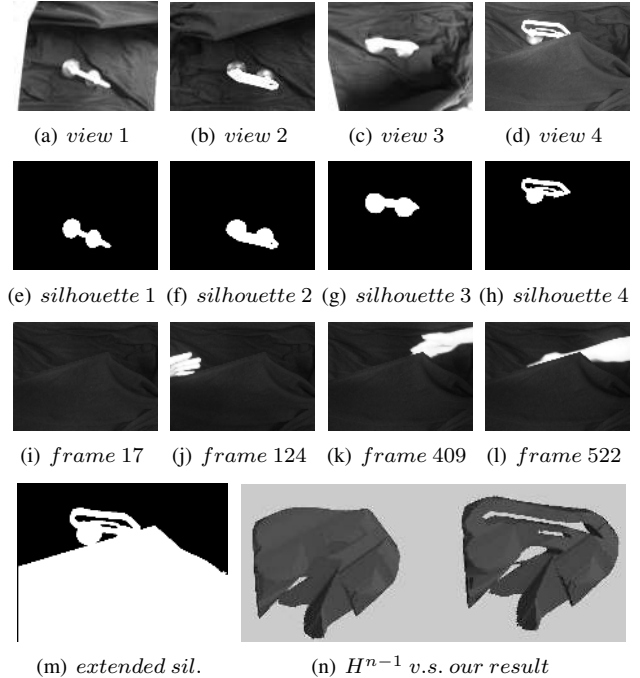 (a) view 1
(b) view 2
(c) view 3
(d) view 4
(e) silhouette 1
(f) silhouette 2
(g) silhouette 3
(h) silhouette 4
(i) frame 17
(j) frame 124
(k) frame 409
(l) frame 522
(m) extended sil.
(n) Hⁿ⁻¹ v.s. our result